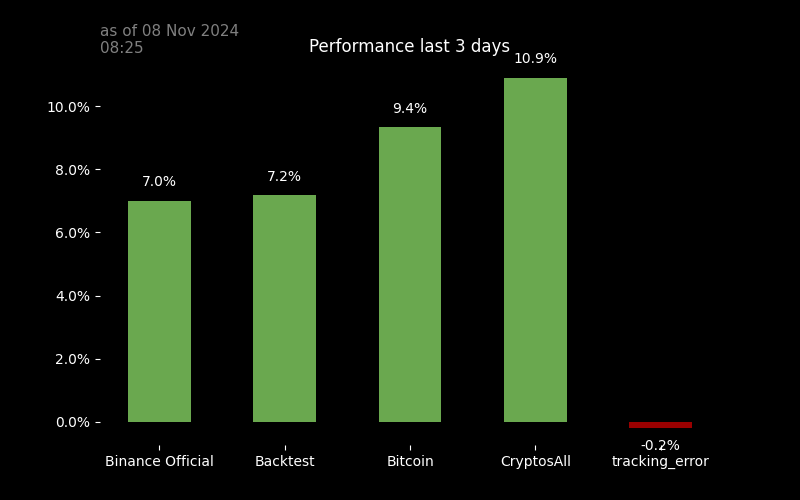 as of 08 Nov 2024
08:25
Performance last 3 days
10.9%
10.0%
9.4%
8.0%
7.0%
7.2%
6.0%
4.0%
2.0%
0.0%
-0.2%
Binance Official
Backtest
Bitcoin
CryptosAll
tracking_error